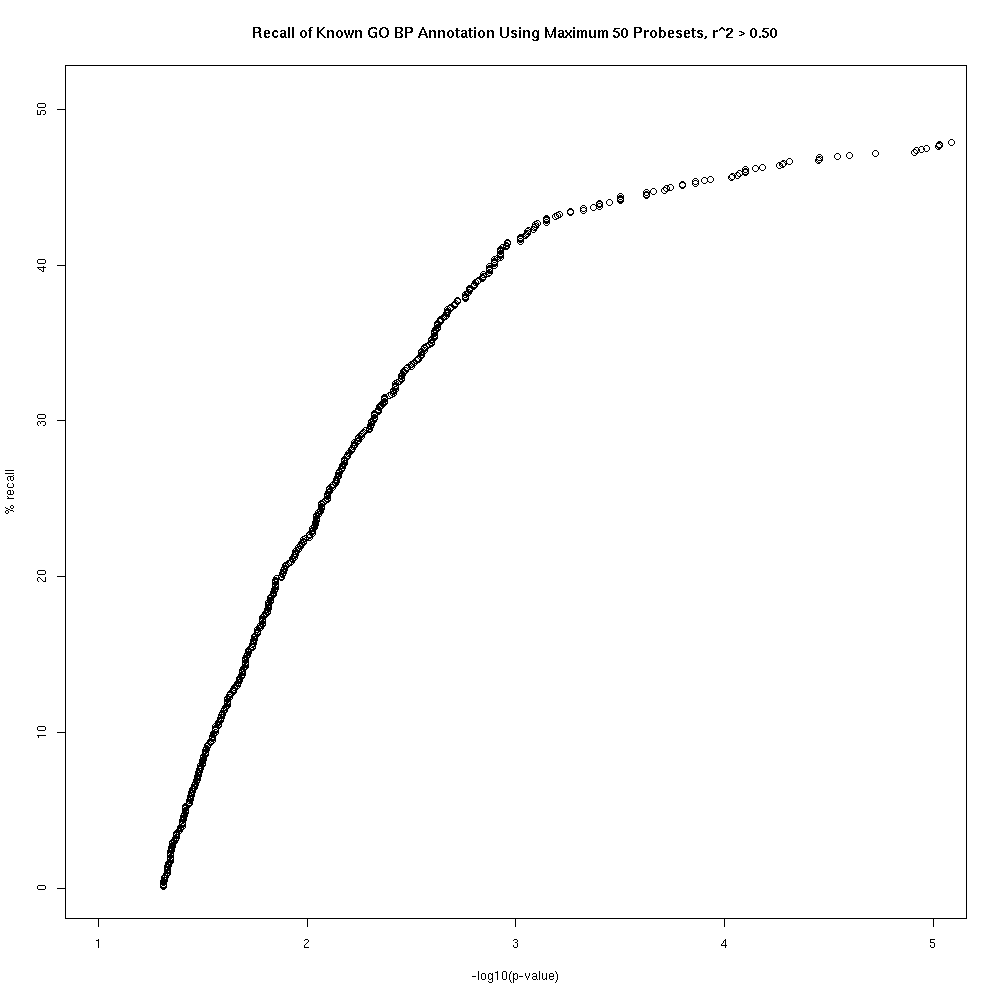 Recall of Known GO BP Annotation Using Maximum 50 Probesets, r^2 > 0.50
50
40
30
20
10
0
% recall
1 2 3 4 5
-log10(p-value)